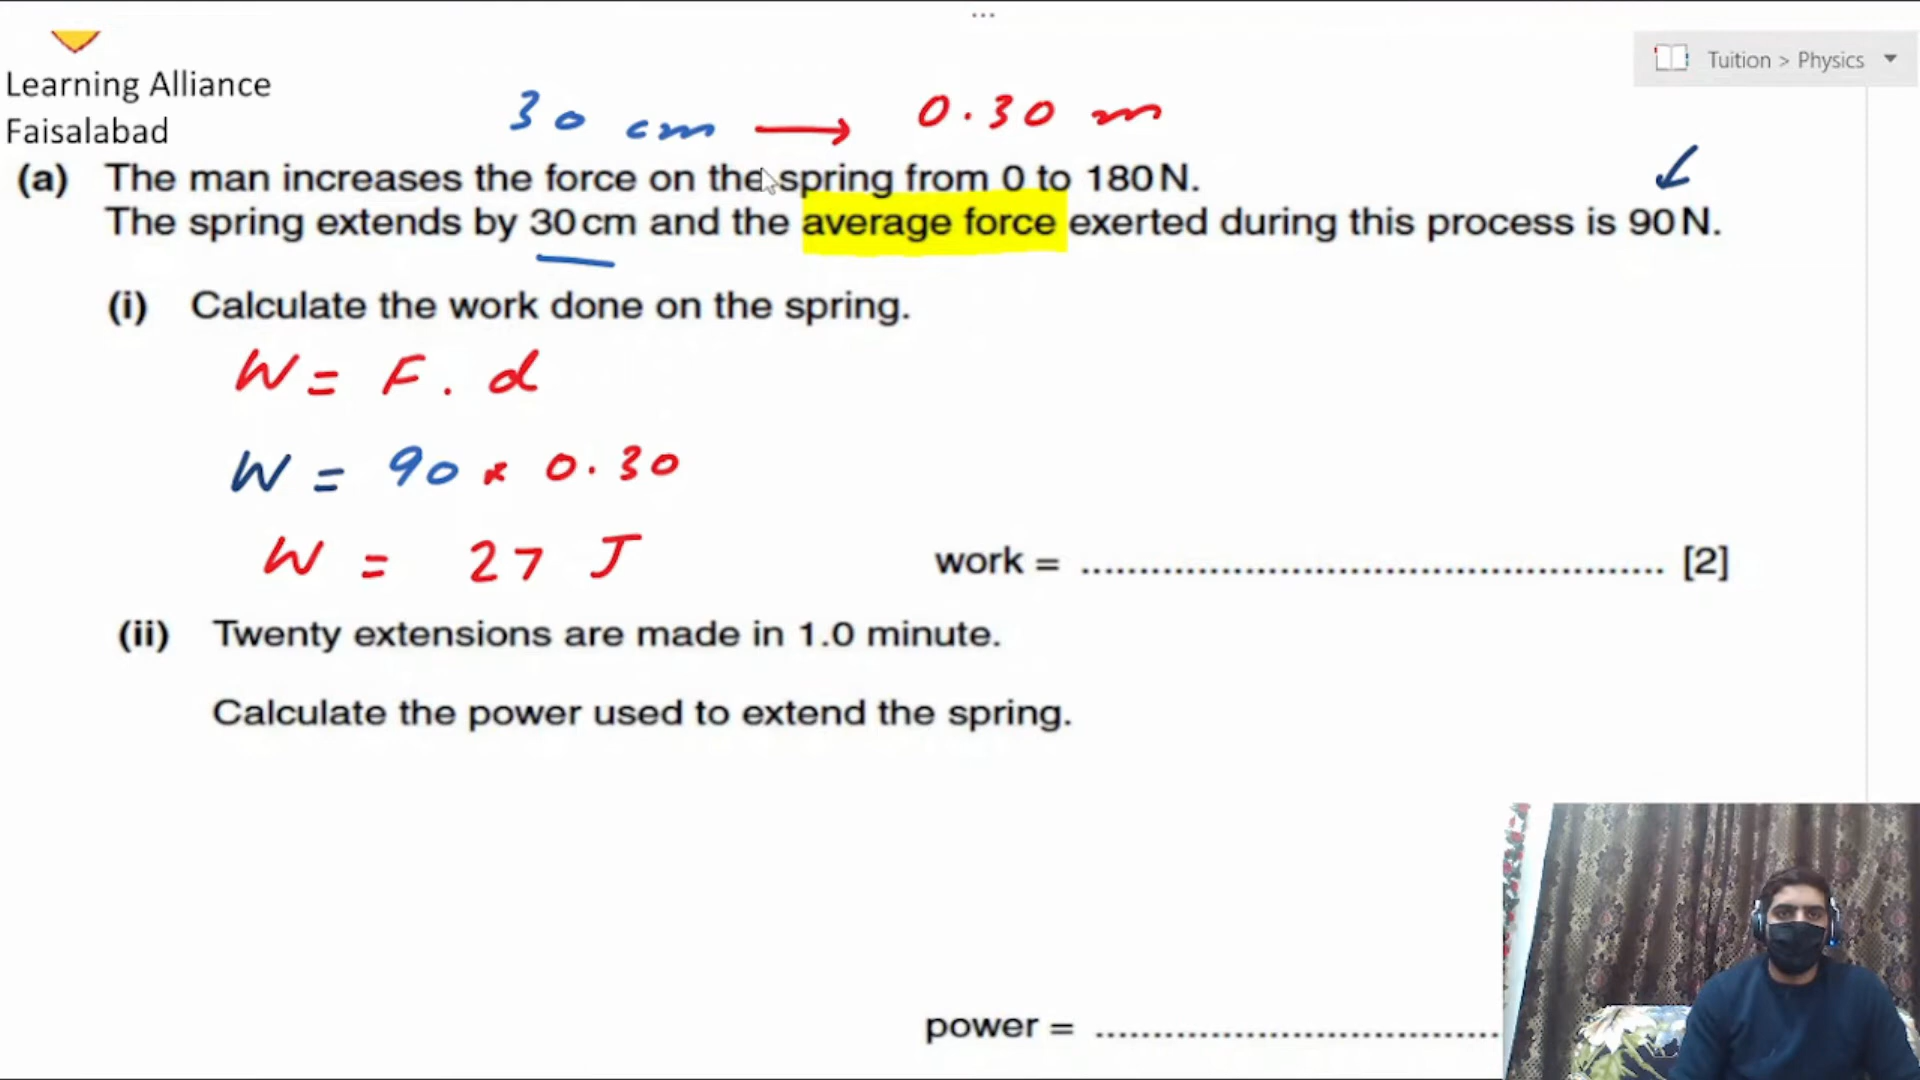 ...
Tuition > Physics
Learning Alliance
Faisalabad
30 cm → 0.30 m
(a) The man increases the force on the spring from 0 to 180 N.
The spring extends by 30 cm and the average force exerted during this process is 90 N.
(i) Calculate the work done on the spring.
W = F . d
W = 90 × 0.30
W = 27 J
work = .................................................. [2]
(ii) Twenty extensions are made in 1.0 minute.
Calculate the power used to extend the spring.
power = ...................................